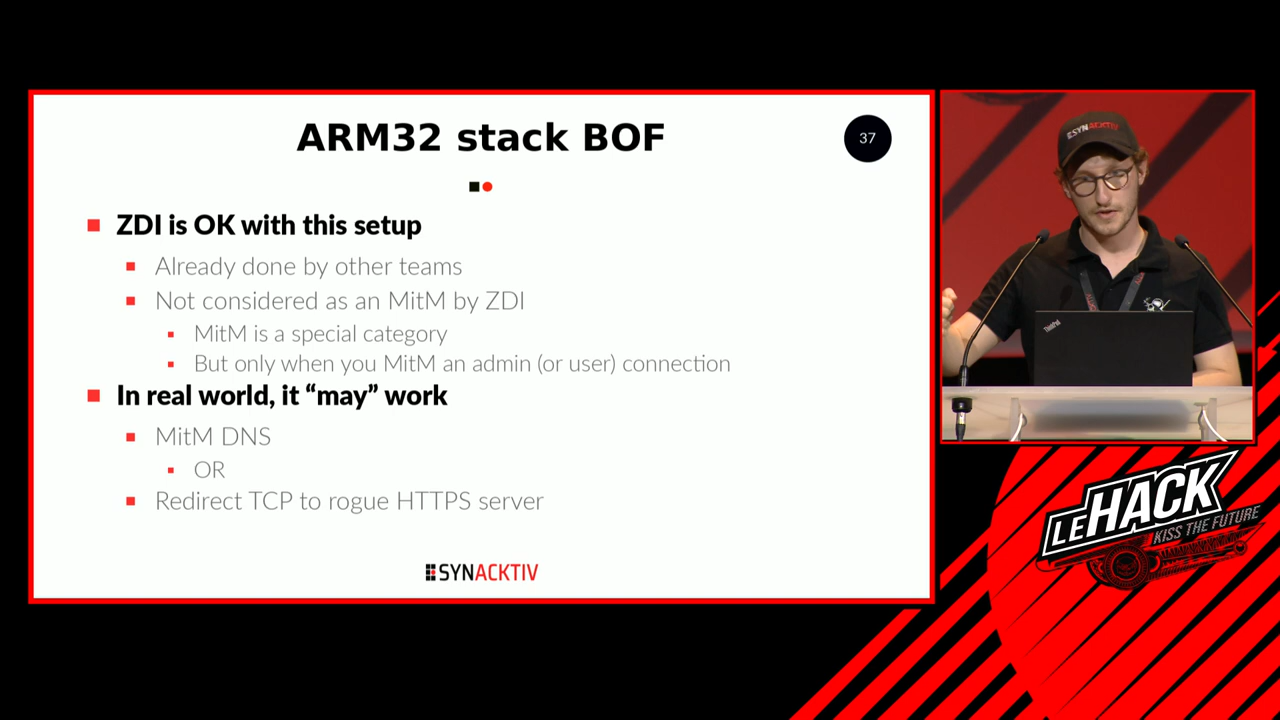 ARM32 stack BOF
37
ZDI is OK with this setup
Already done by other teams
Not considered as an MitM by ZDI
MitM is a special category
But only when you MitM an admin (or user) connection
In real world, it “may” work
MitM DNS
OR
Redirect TCP to rogue HTTPS server
SYNACKTIV
SYNACKTIV
ThinkPad
LEHACK
KISS THE FUTURE